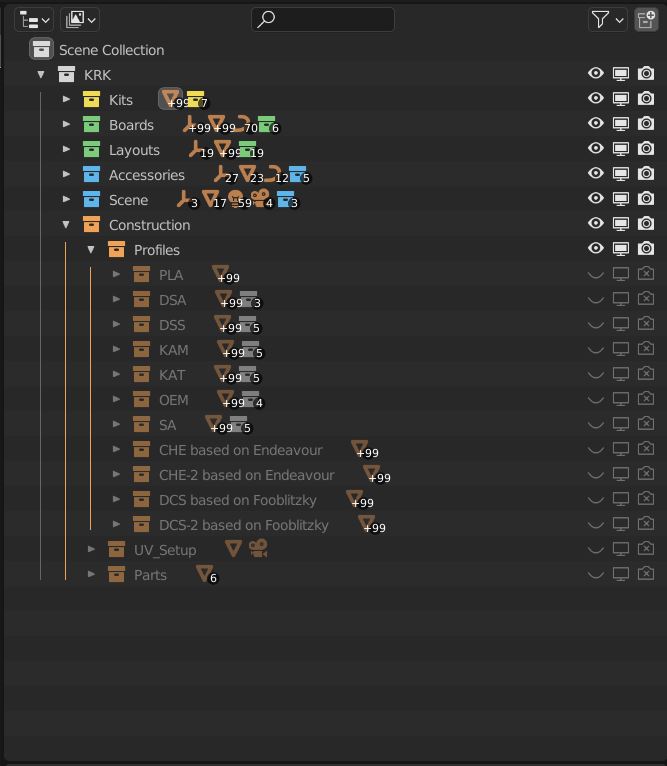 Scene Collection
KRK
Kits +99 7
Boards +99 +99 70 6
Layouts 19 +99 19
Accessories 27 23 12 5
Scene 3 17 59 4 3
Construction
Profiles
PLA +99
DSA +99 3
DSS +99 5
KAM +99 5
KAT +99 5
OEM +99 4
SA +99 5
CHE based on Endeavour +99
CHE-2 based on Endeavour +99
DCS based on Fooblitzky +99
DCS-2 based on Fooblitzky +99
UV_Setup
Parts 6